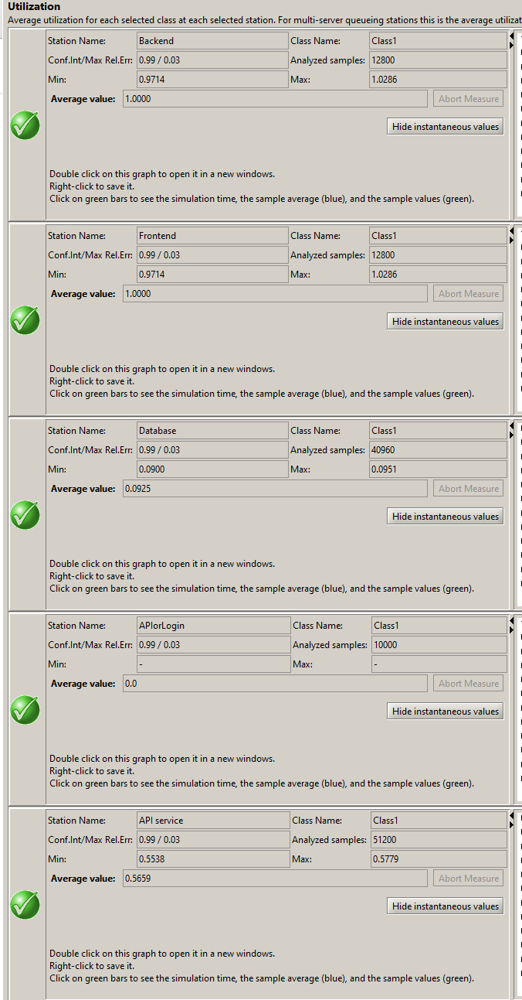 Utilization
Average utilization for each selected class at each selected station. For multi-server queueing stations this is the average utilizat
Station Name: Backend Class Name: Class1
Conf.Int/Max Rel.Err: 0.99 / 0.03 Analyzed samples: 12800
Min: 0.9714 Max: 1.0286
Average value: 1.0000 Abort Measure
Hide instantaneous values
Double click on this graph to open it in a new windows.
Right-click to save it.
Click on green bars to see the simulation time, the sample average (blue), and the sample values (green).
Station Name: Frontend Class Name: Class1
Conf.Int/Max Rel.Err: 0.99 / 0.03 Analyzed samples: 12800
Min: 0.9714 Max: 1.0286
Average value: 1.0000 Abort Measure
Hide instantaneous values
Double click on this graph to open it in a new windows.
Right-click to save it.
Click on green bars to see the simulation time, the sample average (blue), and the sample values (green).
Station Name: Database Class Name: Class1
Conf.Int/Max Rel.Err: 0.99 / 0.03 Analyzed samples: 40960
Min: 0.0900 Max: 0.0951
Average value: 0.0925 Abort Measure
Hide instantaneous values
Double click on this graph to open it in a new windows.
Right-click to save it.
Click on green bars to see the simulation time, the sample average (blue), and the sample values (green).
Station Name: APIorLogin Class Name: Class1
Conf.Int/Max Rel.Err: 0.99 / 0.03 Analyzed samples: 10000
Min: - Max: -
Average value: 0.0 Abort Measure
Hide instantaneous values
Double click on this graph to open it in a new windows.
Right-click to save it.
Click on green bars to see the simulation time, the sample average (blue), and the sample values (green).
Station Name: API service Class Name: Class1
Conf.Int/Max Rel.Err: 0.99 / 0.03 Analyzed samples: 51200
Min: 0.5538 Max: 0.5779
Average value: 0.5659 Abort Measure
Hide instantaneous values
Double click on this graph to open it in a new windows.
Right-click to save it.
Click on green bars to see the simulation time, the sample average (blue), and the sample values (green).